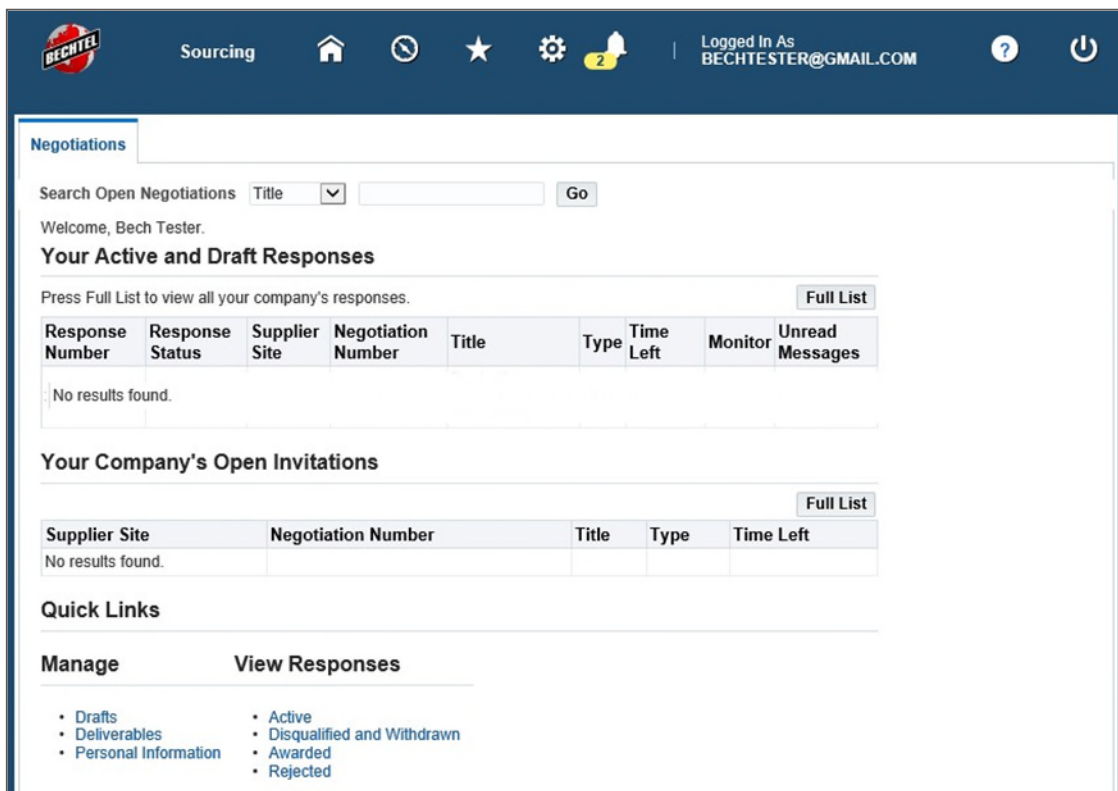 BECHTEL
Sourcing
2
Logged In As
BECHTESTER@GMAIL.COM
?
Negotiations
Search Open Negotiations Title Go
Welcome, Bech Tester.
Your Active and Draft Responses
Press Full List to view all your company's responses. Full List
Response Number Response Status Supplier Site Negotiation Number Title Type Time Left Monitor Unread Messages
No results found.
Your Company's Open Invitations
Full List
Supplier Site Negotiation Number Title Type Time Left
No results found.
Quick Links
Manage View Responses
• Drafts • Active
• Deliverables • Disqualified and Withdrawn
• Personal Information • Awarded
• Rejected